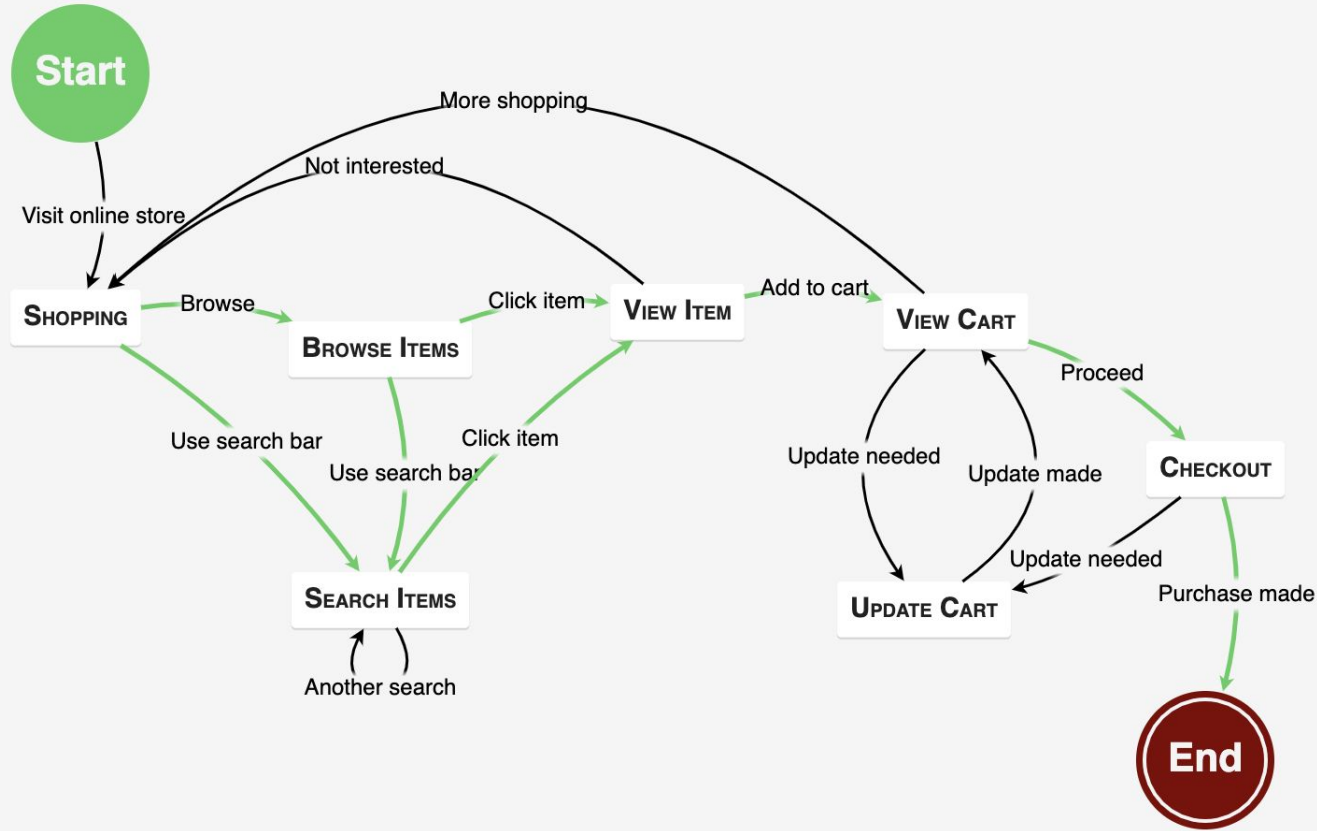 Start
More shopping
Not interested
Visit online store
Shopping
Browse
Browse Items
Click item
View Item
Add to cart
View Cart
Proceed
Use search bar
Use search bar
Click item
Update needed
Update made
Checkout
Search Items
Another search
Update Cart
Update needed
Purchase made
End